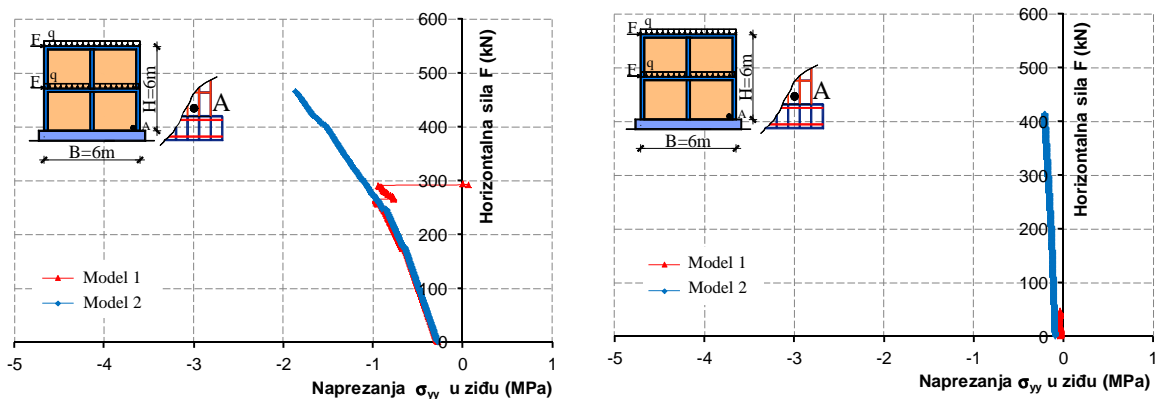 600
500
400
300
200
100
0
-5 -4 -3 -2 -1 0 1
Horizontalna sila F (kN)
Naprezanja σyy u ziđu (MPa)
F q
F q
H=6m
B=6m
A
A
Model 1
Model 2
600
500
400
300
200
100
0
-5 -4 -3 -2 -1 0 1
Horizontalna sila F (kN)
Naprezanja σyy u ziđu (MPa)
F q
F q
H=6m
B=6m
A
A
Model 1
Model 2